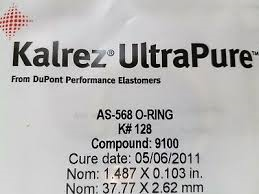 Kalrez® UltraPure™
From DuPont Performance Elastomers
AS-568 O-RING
K# 128
Compound: 9100
Cure date: 05/06/2011
Nom: 1.487 X 0.103 in.
Nom: 37.77 X 2.62 mm